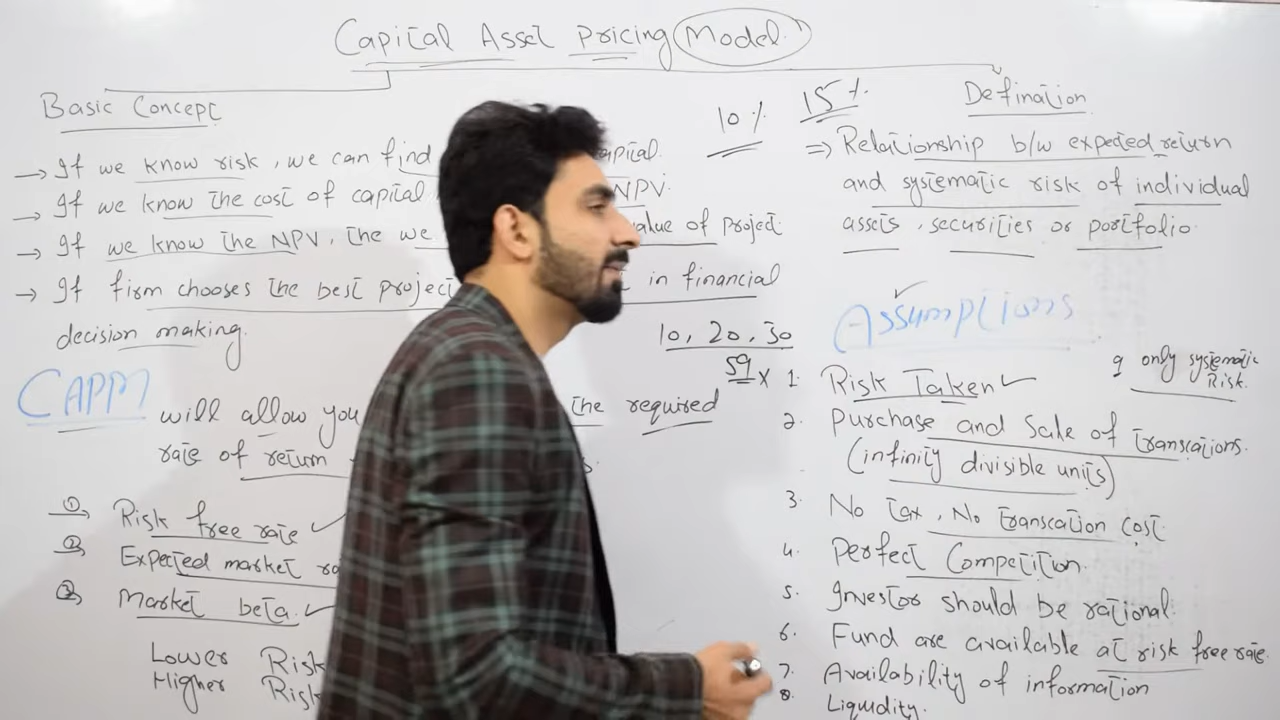 Capital Asset Pricing Model
Basic Concept
→ If we know risk, we can find apital.
→ If we know the cost of capital NPV.
→ If we know the NPV, the we alue of project
→ If firm chooses the best project in financial
decision making.
CAPM will allow you the required
rate of return
① Risk free rate ✓
② Expected market
③ Market beta. ✓
Lower Risk
Higher Risk
10% 15%
10, 20, 30
59 x
Defination
⇒ Relationship b/w expected return
and systematic risk of individual
assets, securities or portfolio.
Assumptions
1. Risk Taken ✓
only systematic
Risk.
2. Purchase and Sale of transcations.
(infinity divisible units)
3. No tax, No transcation cost.
4. Perfect Competition.
5. Investor should be rational.
6. Fund are available at risk free rate.
7. Availability of information
8. Liquidity.